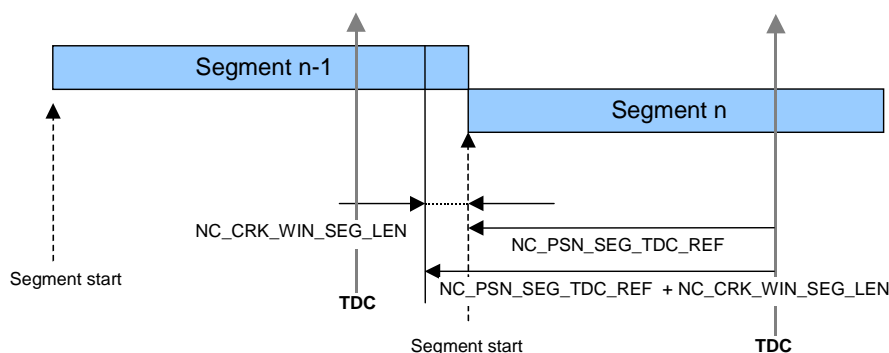 Segment n-1
Segment n
NC_CRK_WIN_SEG_LEN
NC_PSN_SEG_TDC_REF
Segment start
NC_PSN_SEG_TDC_REF + NC_CRK_WIN_SEG_LEN
TDC
Segment start
TDC